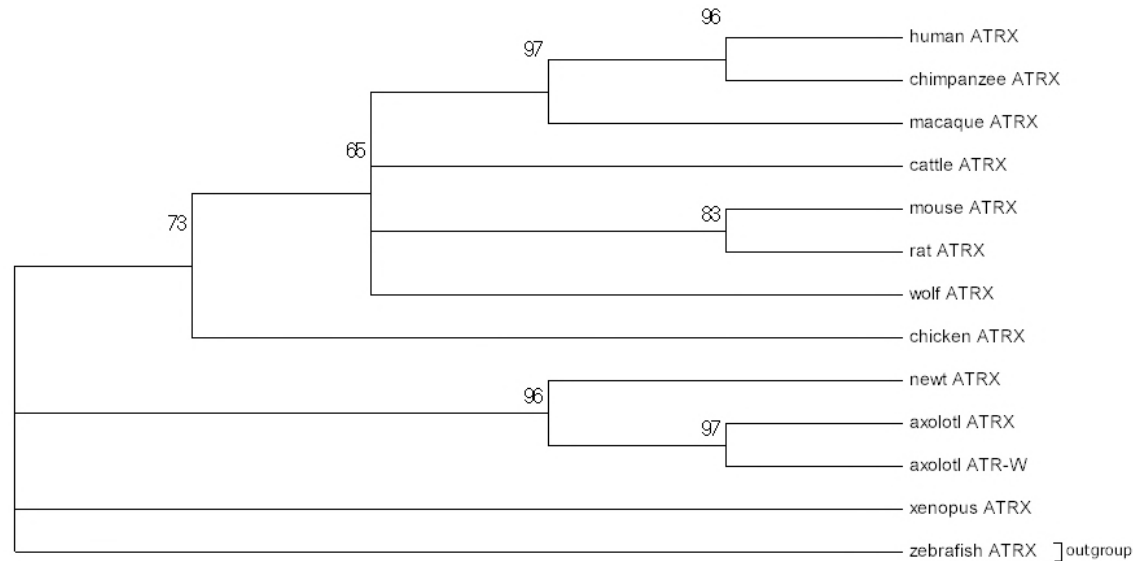 96
human ATRX
97
chimpanzee ATRX
macaque ATRX
65
cattle ATRX
83
mouse ATRX
73
rat ATRX
wolf ATRX
chicken ATRX
newt ATRX
96
axolotl ATRX
97
axolotl ATR-W
xenopus ATRX
zebrafish ATRX outgroup